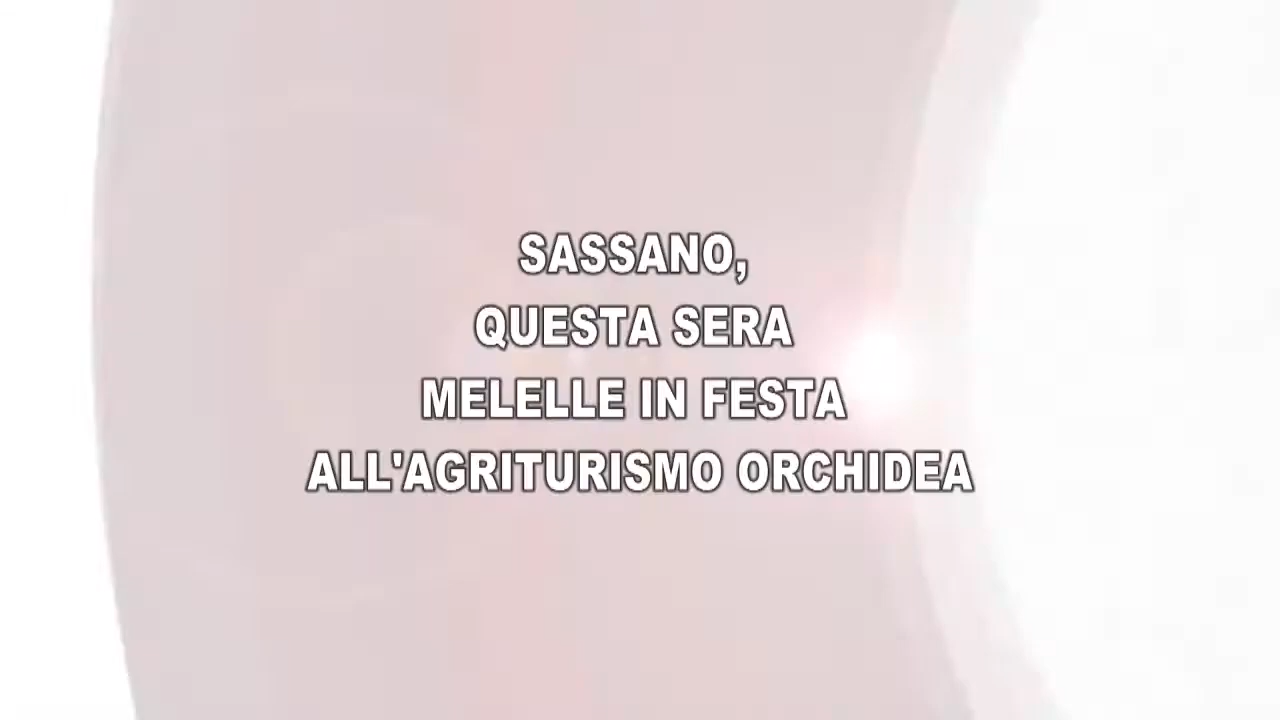 SASSANO,
QUESTA SERA
MELELLE IN FESTA
ALL'AGRITURISMO ORCHIDEA